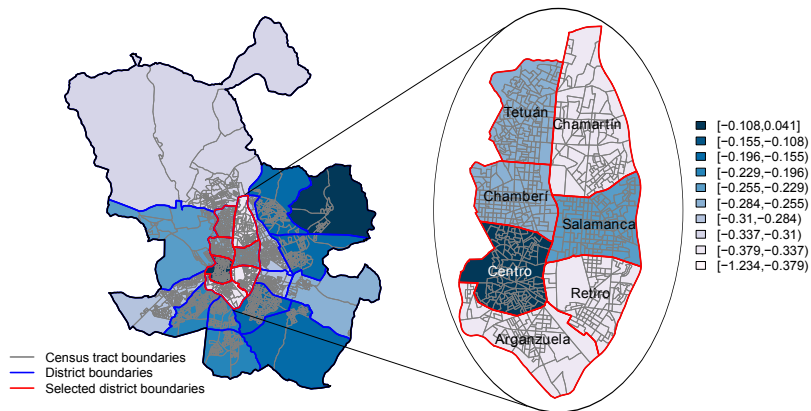 Tetuán
Chamartín
Chamberí
Salamanca
Centro
Retiro
Arganzuela
[−0.108,0.041]
[−0.155,−0.108)
[−0.196,−0.155)
[−0.229,−0.196)
[−0.255,−0.229)
[−0.284,−0.255)
[−0.31,−0.284)
[−0.337,−0.31)
[−0.379,−0.337)
[−1.234,−0.379)
Census tract boundaries
District boundaries
Selected district boundaries